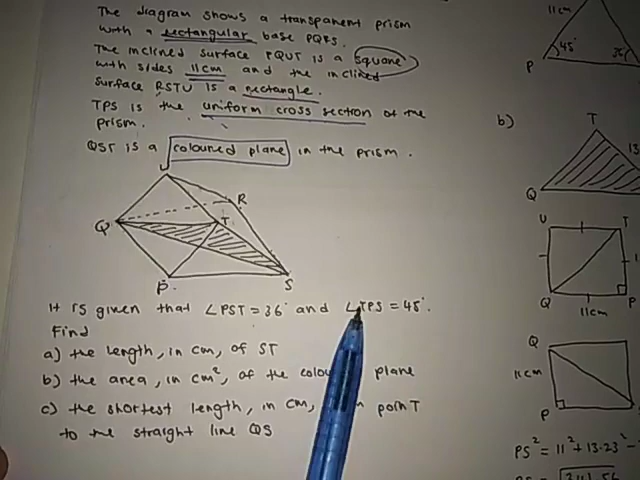 The diagram shows a transparent prism
with a rectangular base PQRS.
The inclined surface PQUT is a square
with sides 11cm and the inclined
surface RSTU is a rectangle.
TPS is the uniform cross section of the
prism.
QST is a coloured plane in the prism.
U
R
Q
T
P
S
It is given that ∠PST = 36° and ∠TPS = 45°.
Find
a) the length, in cm, of ST
b) the area, in cm², of the plane
c) the shortest length, in cm, point T
to the straight line QS
11cm
45°
36°
P
b)
T
13
Q
U
T
Q
P
11cm
Q
11cm
P
PS² = 11² + 13.23² -